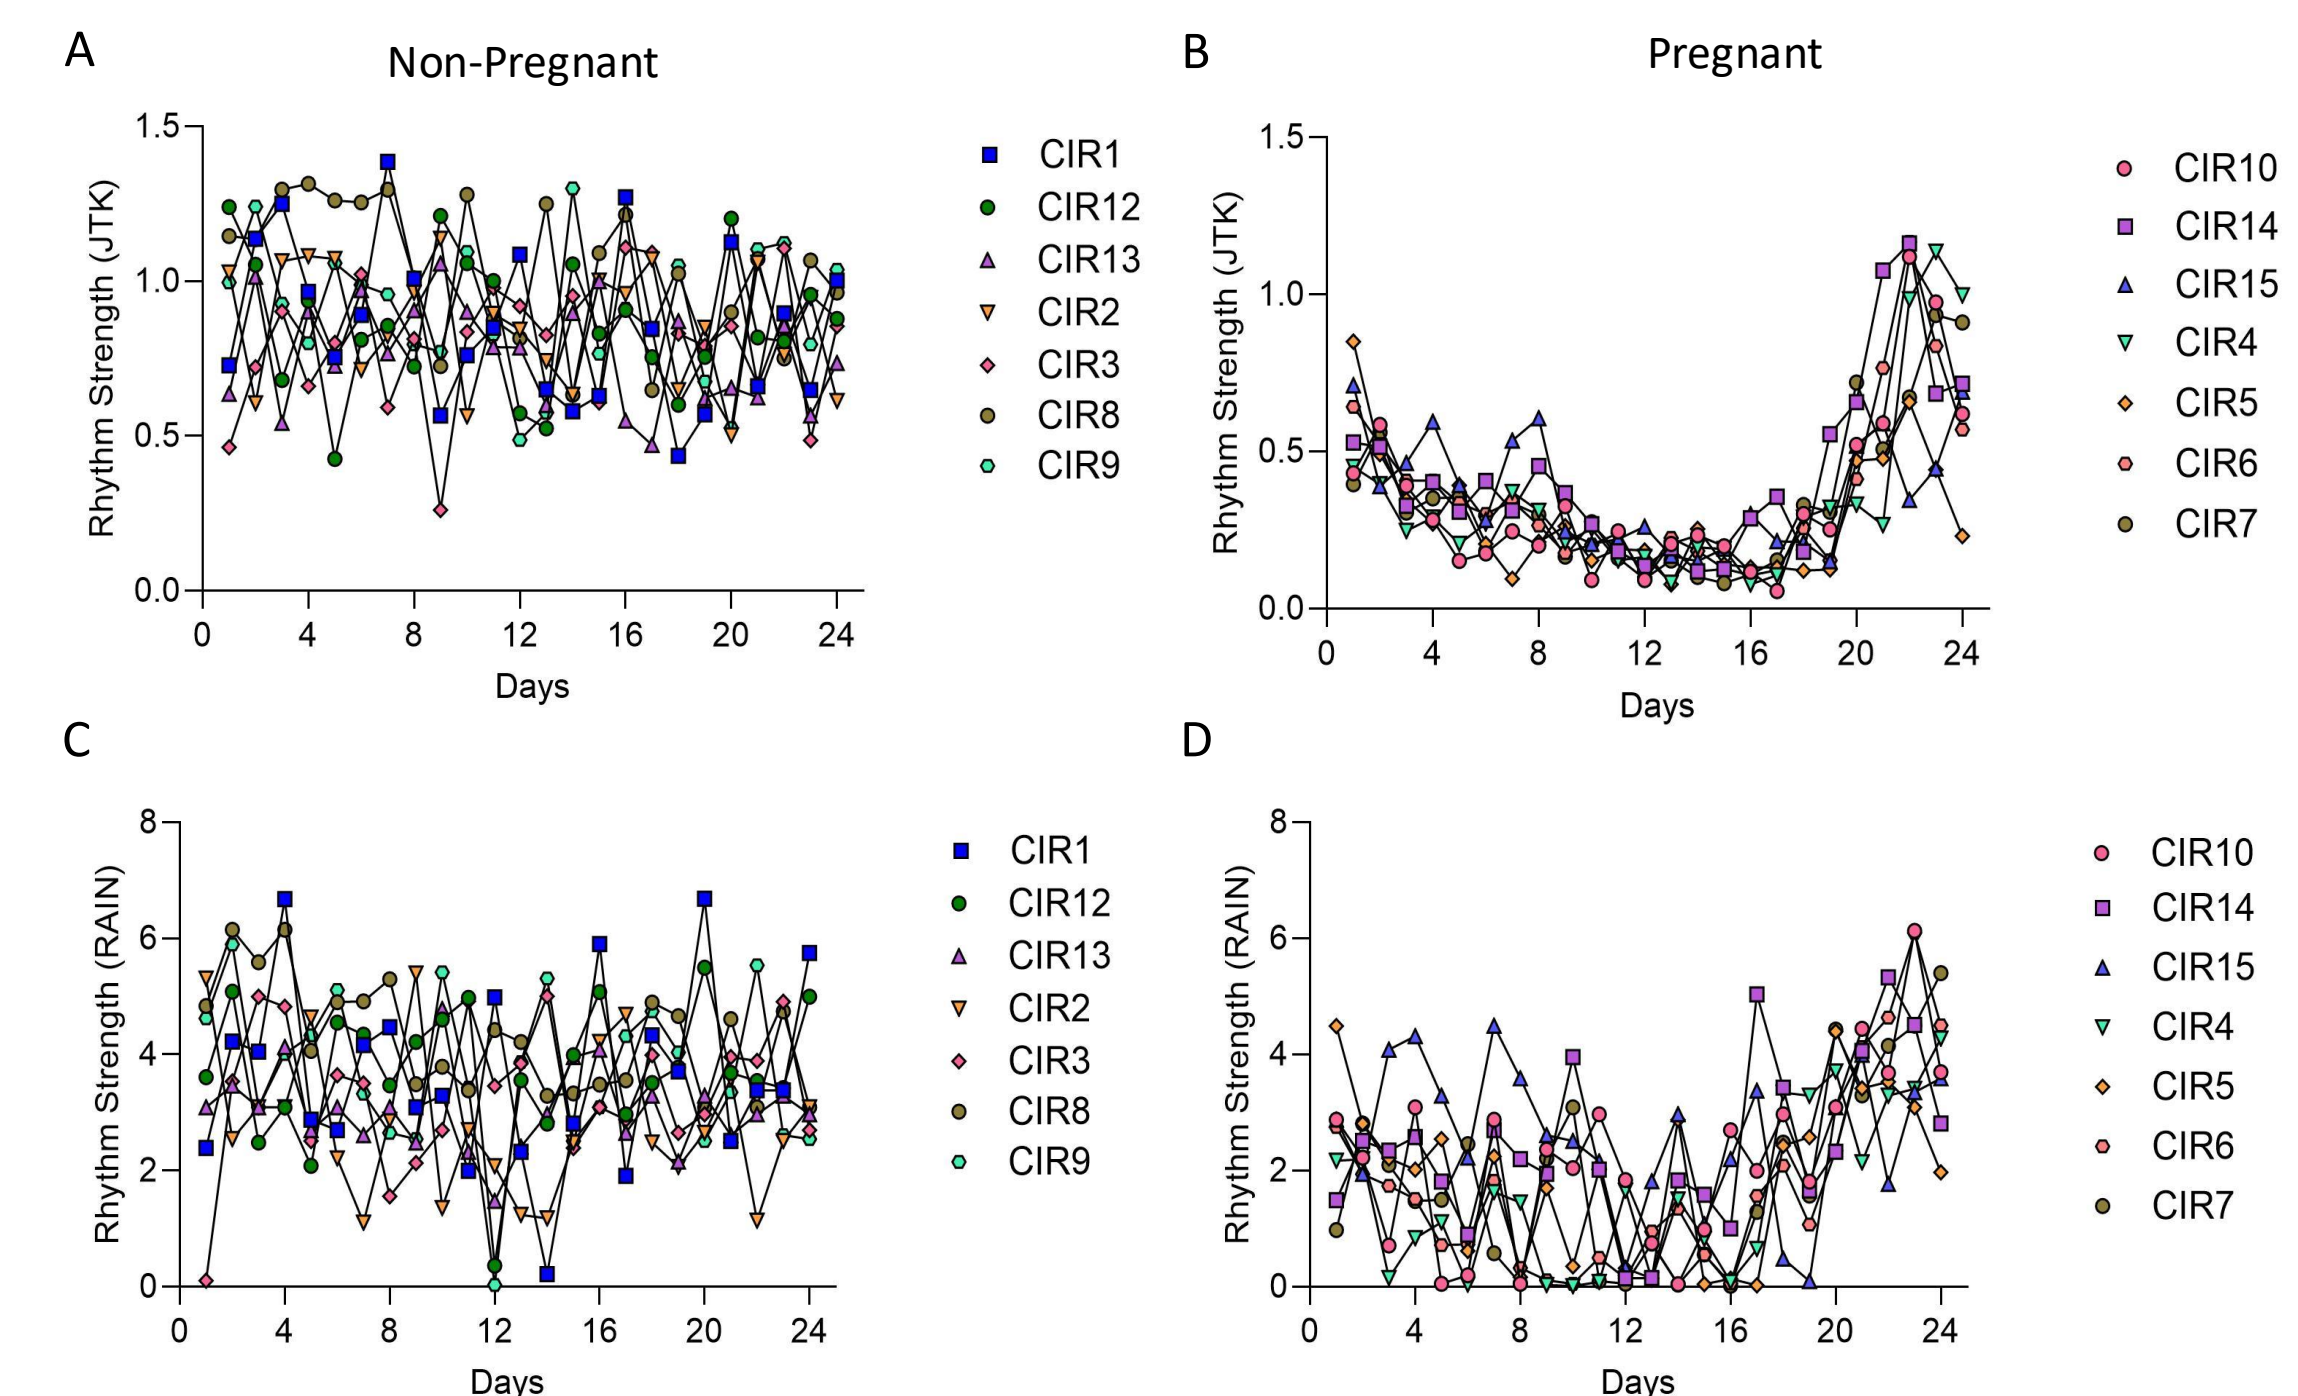 A
Non-Pregnant
1.5
1.0
0.5
0.0
Rhythm Strength (JTK)
0 4 8 12 16 20 24
Days
CIR1
CIR12
CIR13
CIR2
CIR3
CIR8
CIR9
B
Pregnant
1.5
1.0
0.5
0.0
Rhythm Strength (JTK)
0 4 8 12 16 20 24
Days
CIR10
CIR14
CIR15
CIR4
CIR5
CIR6
CIR7
C
8
6
4
2
0
Rhythm Strength (RAIN)
0 4 8 12 16 20 24
Days
CIR1
CIR12
CIR13
CIR2
CIR3
CIR8
CIR9
D
8
6
4
2
0
Rhythm Strength (RAIN)
0 4 8 12 16 20 24
Days
CIR10
CIR14
CIR15
CIR4
CIR5
CIR6
CIR7